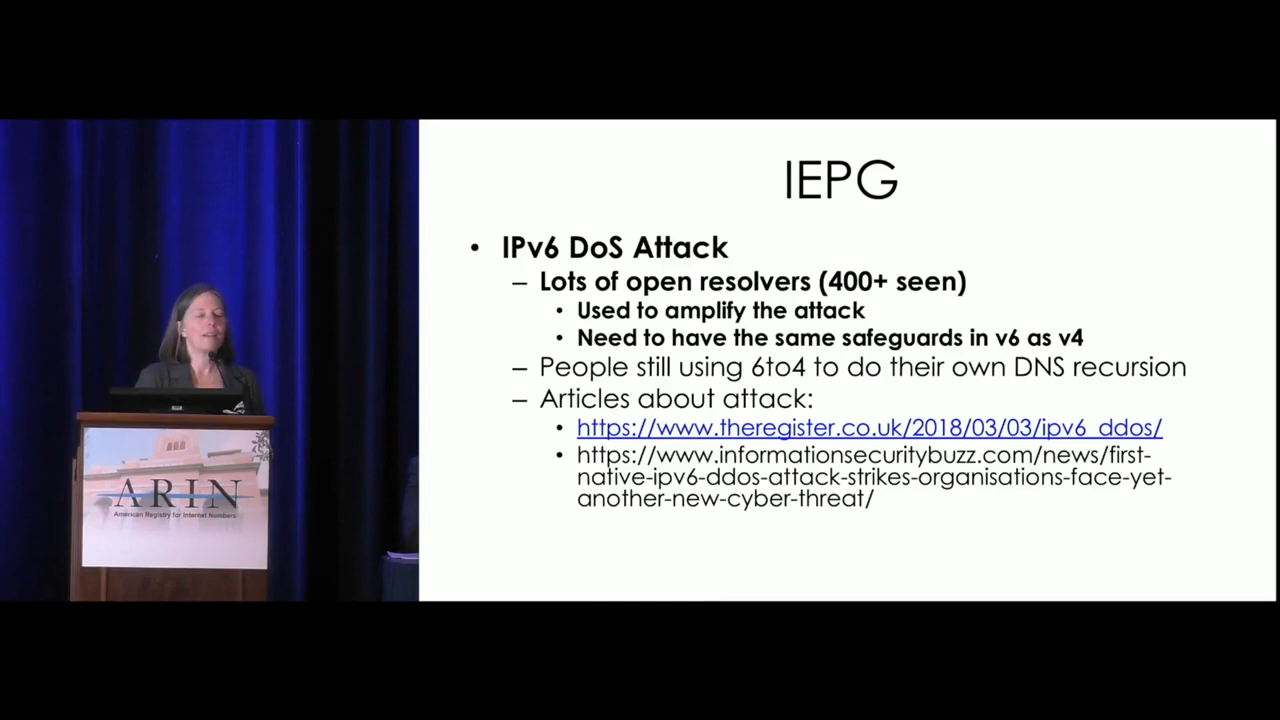 IEPG
• IPv6 DoS Attack
– Lots of open resolvers (400+ seen)
• Used to amplify the attack
• Need to have the same safeguards in v6 as v4
– People still using 6to4 to do their own DNS recursion
– Articles about attack:
• https://www.theregister.co.uk/2018/03/03/ipv6_ddos/
• https://www.informationsecuritybuzz.com/news/first-
native-ipv6-ddos-attack-strikes-organisations-face-yet-
another-new-cyber-threat/
ARIN
American Registry for Internet Numbers